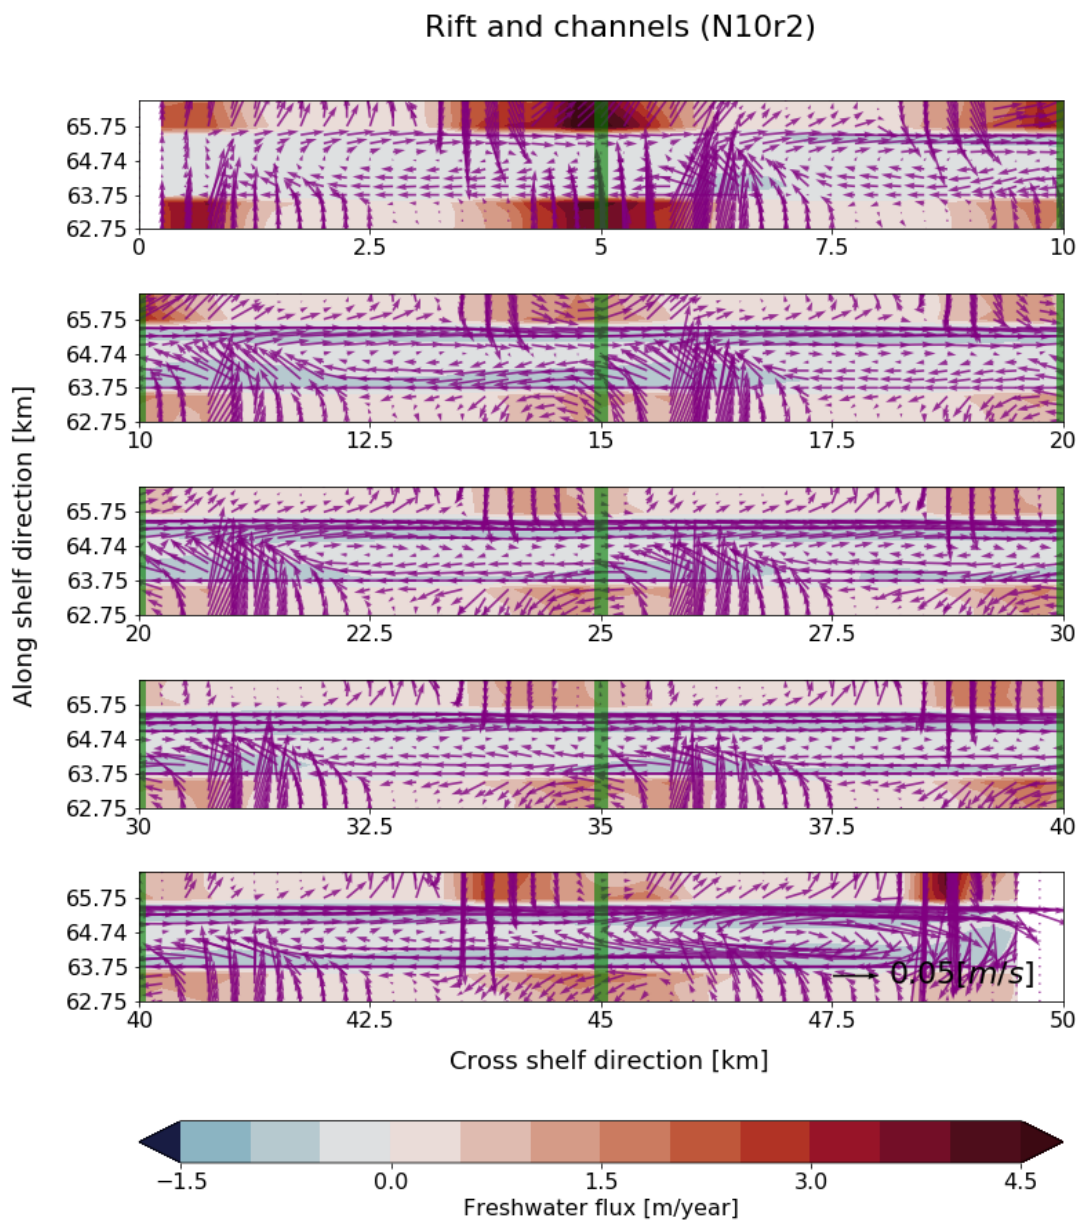 Rift and channels (N10r2)
65.75
64.74
63.75
62.75
0 2.5 5 7.5 10
65.75
64.74
63.75
62.75
10 12.5 15 17.5 20
65.75
64.74
63.75
62.75
20 22.5 25 27.5 30
65.75
64.74
63.75
62.75
30 32.5 35 37.5 40
65.75
64.74
63.75
0.05[m/s]
62.75
40 42.5 45 47.5 50
Along shelf direction [km]
Cross shelf direction [km]
−1.5 0.0 1.5 3.0 4.5
Freshwater flux [m/year]